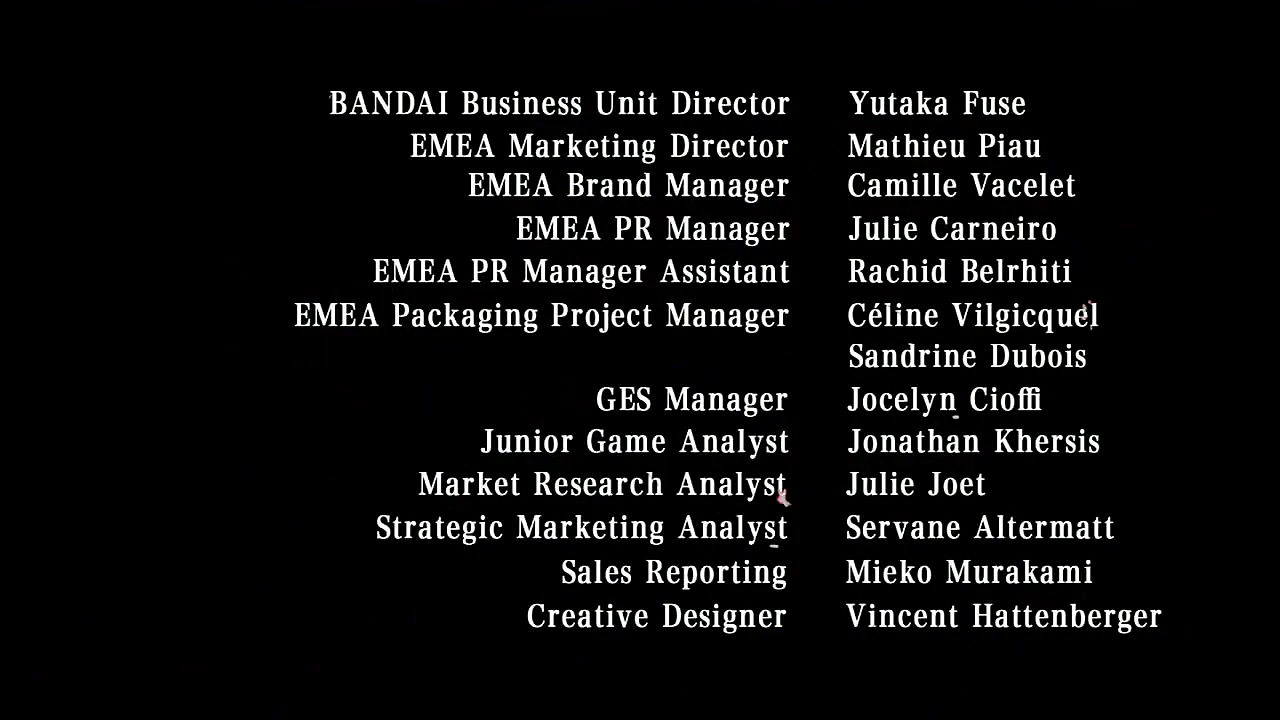 BANDAI Business Unit Director Yutaka Fuse
EMEA Marketing Director Mathieu Piau
EMEA Brand Manager Camille Vacelet
EMEA PR Manager Julie Carneiro
EMEA PR Manager Assistant Rachid Belrhiti
EMEA Packaging Project Manager Céline Vilgicquel
Sandrine Dubois
GES Manager Jocelyn Cioffi
Junior Game Analyst Jonathan Khersis
Market Research Analyst Julie Joet
Strategic Marketing Analyst Servane Altermatt
Sales Reporting Mieko Murakami
Creative Designer Vincent Hattenberger